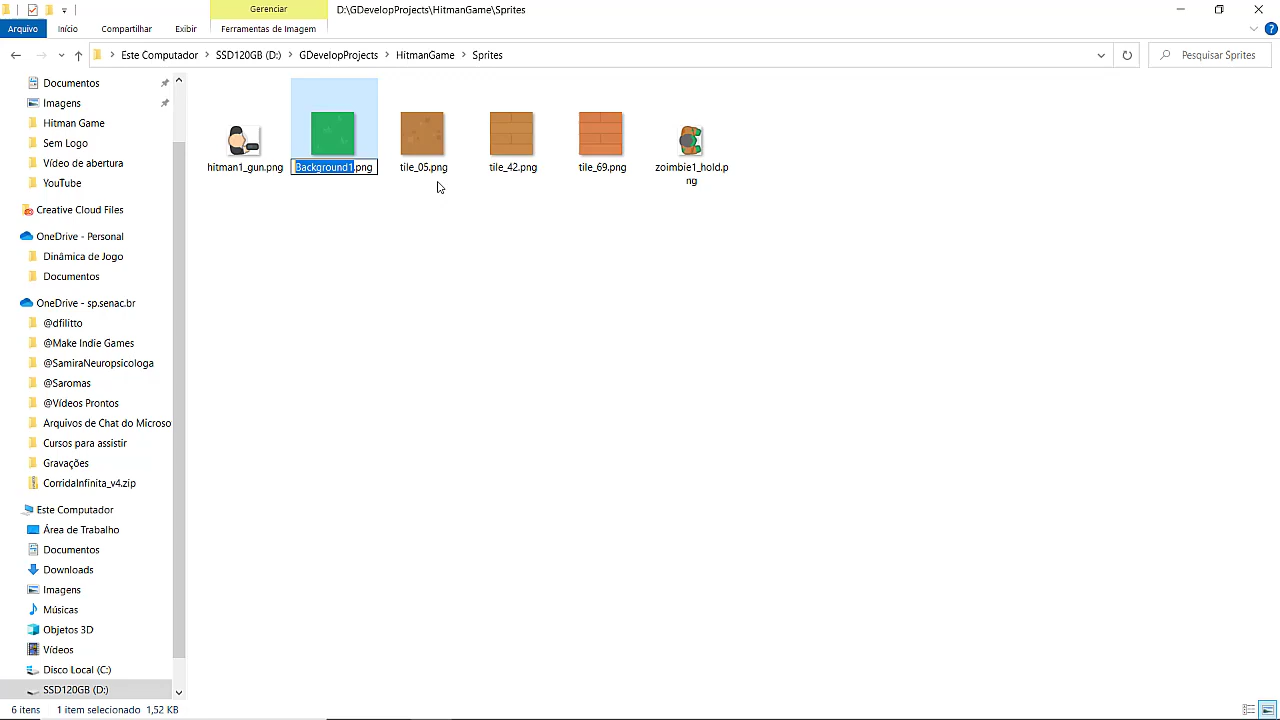 Gerenciar
D:\GDevelopProjects\HitmanGame\Sprites
Arquivo
Início
Compartilhar
Exibir
Ferramentas de Imagem
Este Computador
SSD120GB (D:)
GDevelopProjects
HitmanGame
Sprites
Pesquisar Sprites
Documentos
Imagens
Hitman Game
Sem Logo
Vídeo de abertura
YouTube
Creative Cloud Files
OneDrive - Personal
Dinâmica de Jogo
Documentos
OneDrive - sp.senac.br
@dfilitto
@Make Indie Games
@SamiraNeuropsicologa
@Saromas
@Vídeos Prontos
Arquivos de Chat do Microso
Cursos para assistir
Gravações
CorridaInfinita_v4.zip
Este Computador
Área de Trabalho
Documentos
Downloads
Imagens
Músicas
Objetos 3D
Vídeos
Disco Local (C:)
SSD120GB (D:)
hitman1_gun.png
Background1.png
tile_05.png
tile_42.png
tile_69.png
zoimbie1_hold.p
ng
6 itens
1 item selecionado 1,52 KB